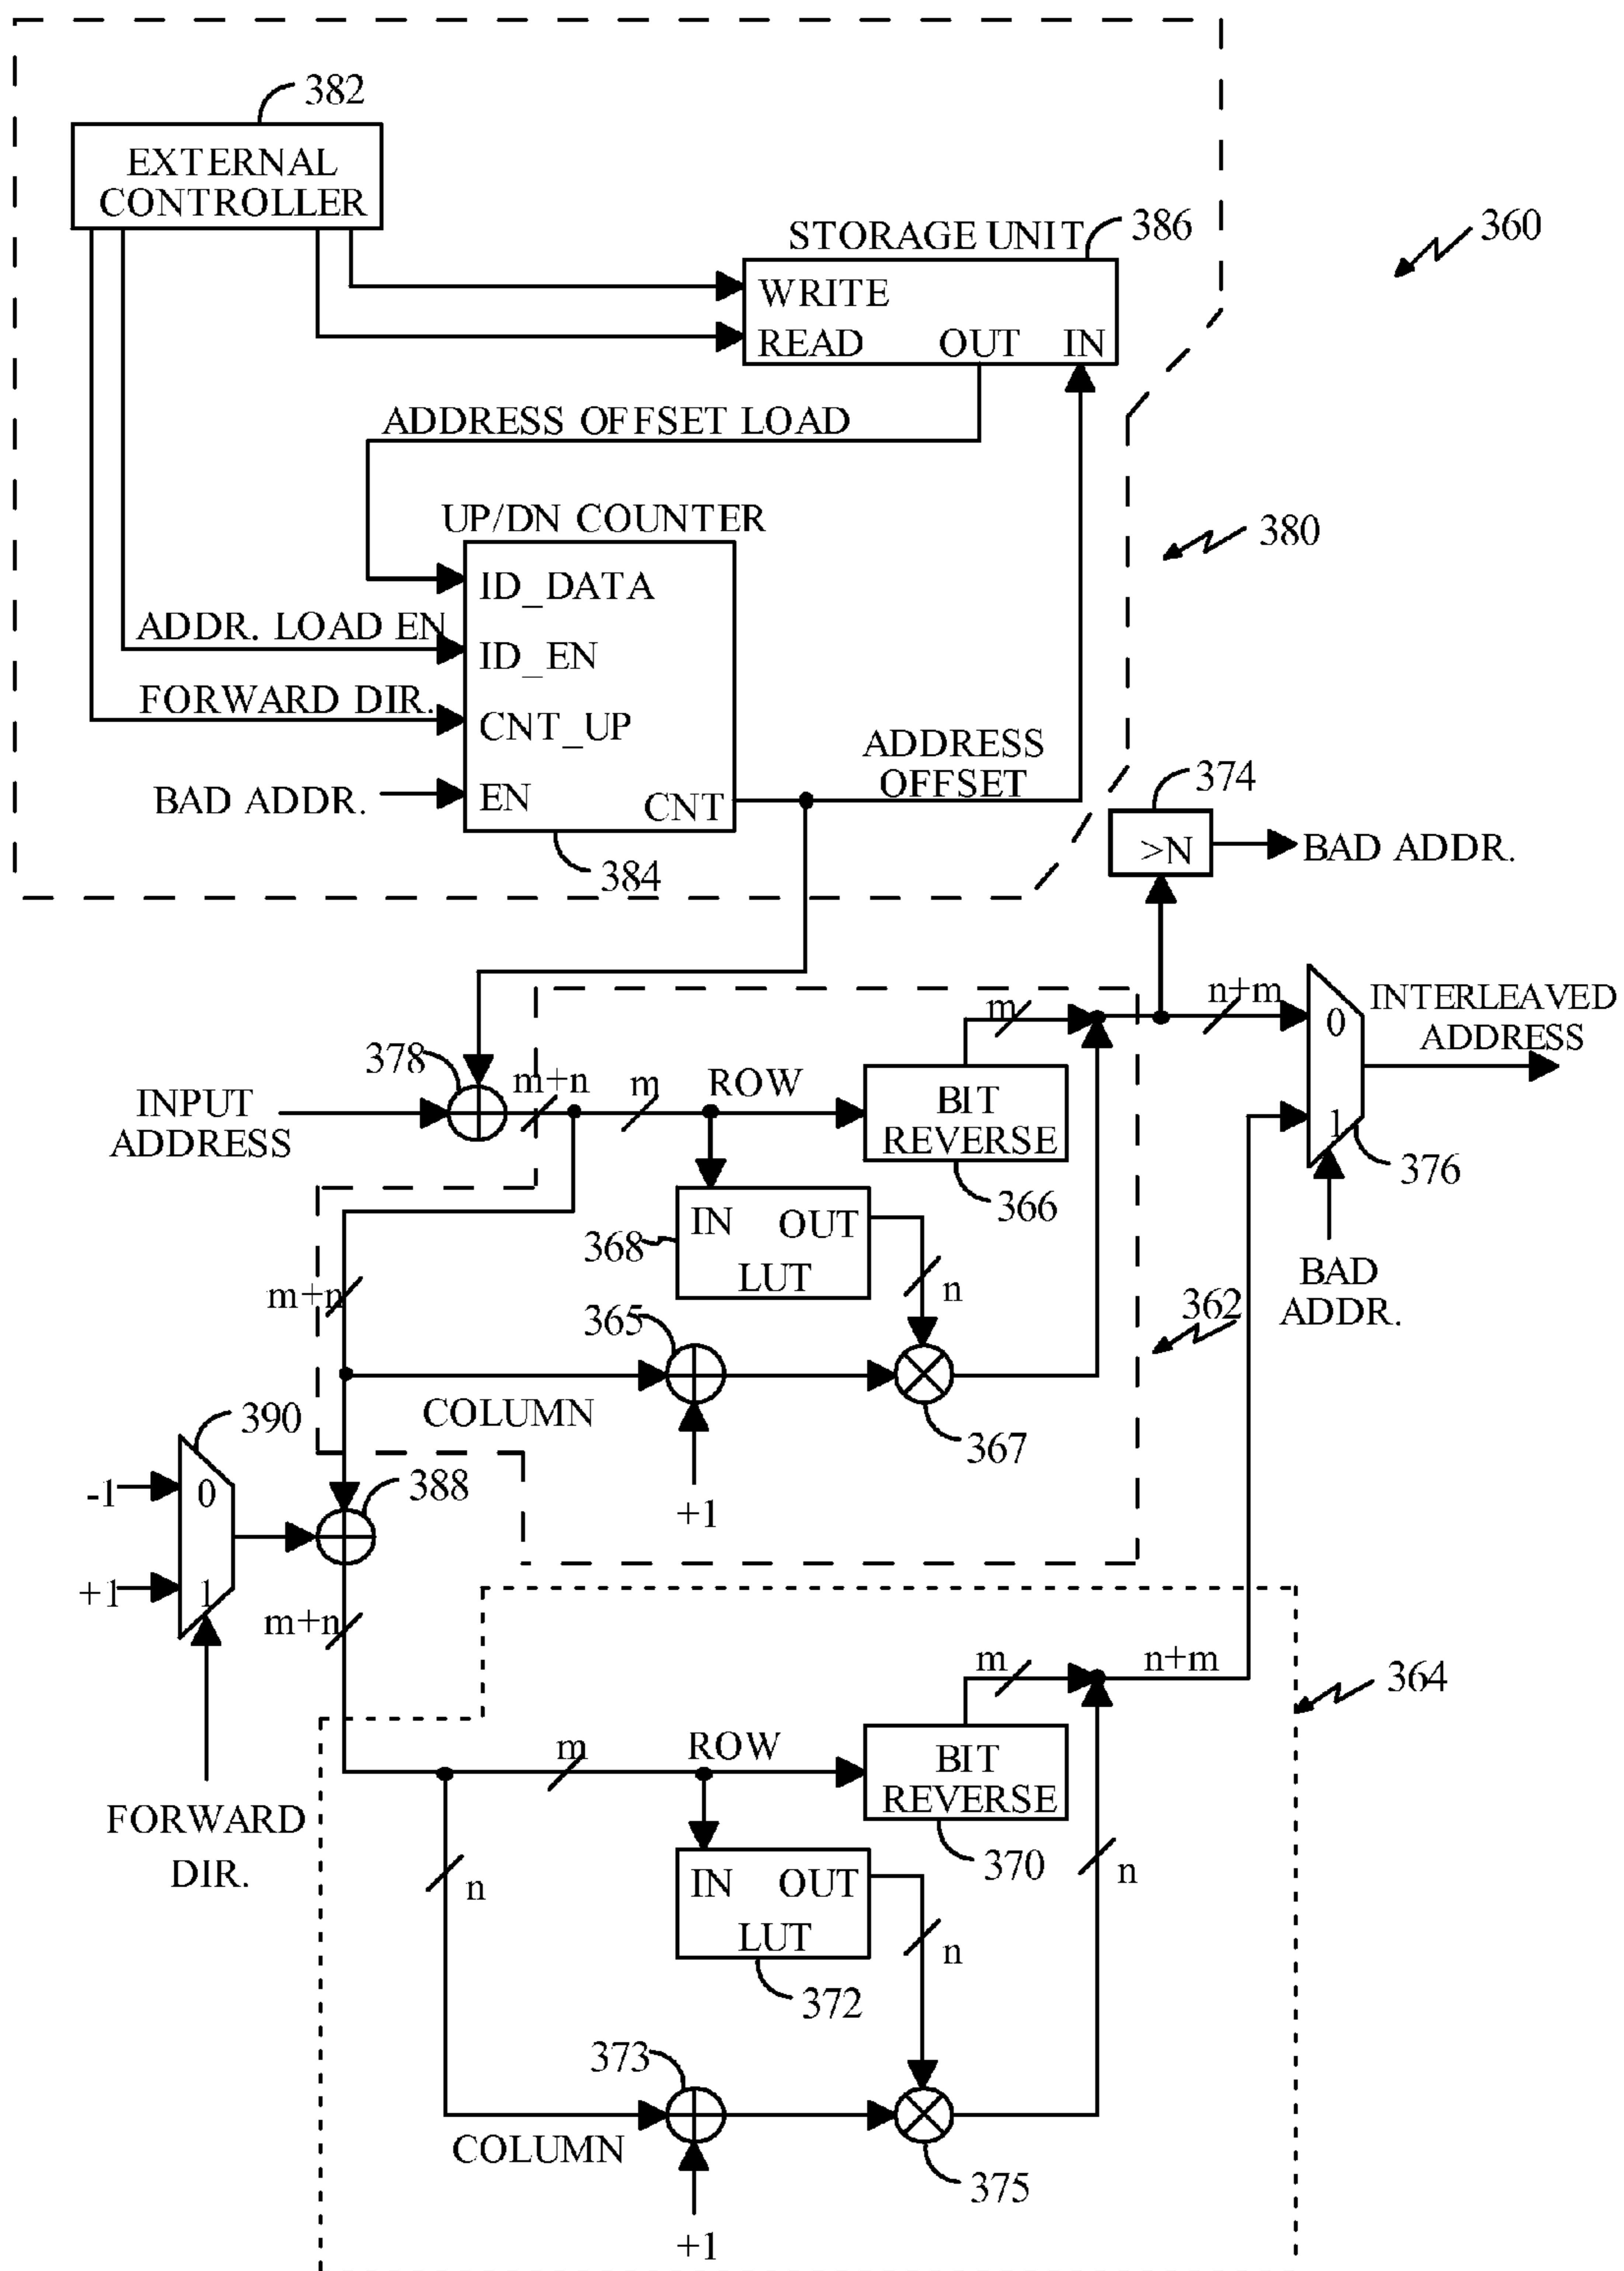 382
EXTERNAL
CONTROLLER
STORAGE UNIT
386
360
WRITE
READ OUT IN
ADDRESS OFFSET LOAD
UP/DN COUNTER
380
ID_DATA
ADDR. LOAD EN
ID_EN
FORWARD DIR.
CNT_UP
ADDRESS
OFFSET
374
BAD ADDR.
EN
CNT
>N
BAD ADDR.
384
n+m
INTERLEAVED
ADDRESS
m
0
378
m+n
m
ROW
INPUT
ADDRESS
BIT
REVERSE
1
376
366
IN OUT
LUT
368
n
BAD
ADDR.
m+n
365
362
COLUMN
390
367
388
-1
0
+1
+1
1
m+n
m
n+m
364
m
ROW
BIT
REVERSE
FORWARD
DIR.
370
n
IN OUT
LUT
n
n
372
373
COLUMN
375
+1